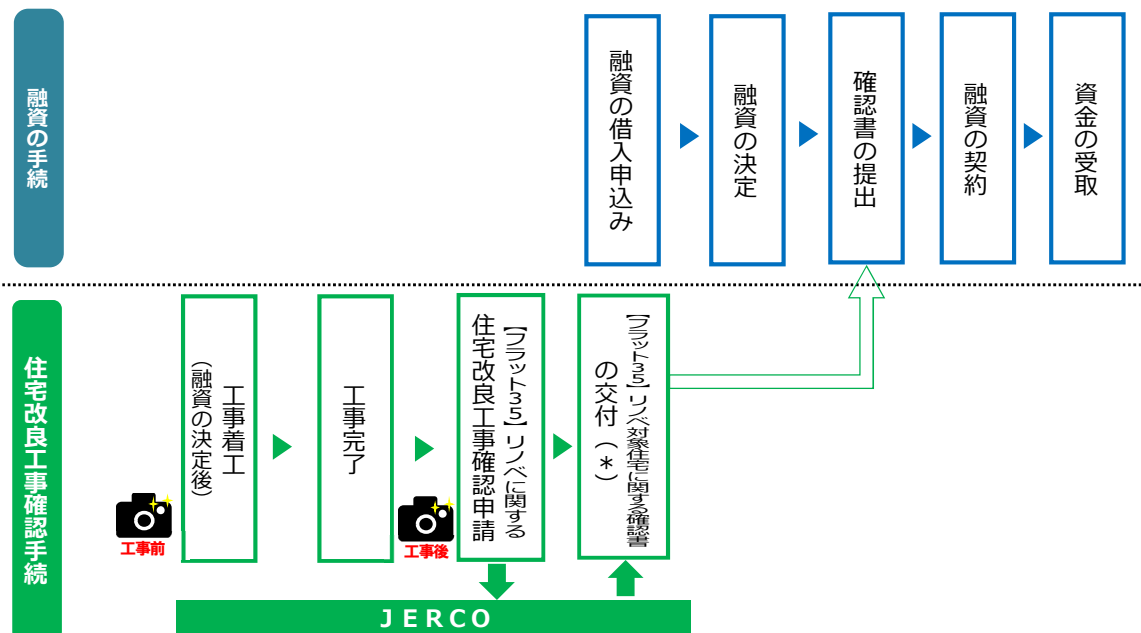 融資の手続
融資の借入申込み
融資の決定
確認書の提出
融資の契約
資金の受取
住宅改良工事確認手続
工事着工
（融資の決定後）
工事完了
【フラット３５】リノベに関する
住宅改良工事確認申請
【フラット３５】リノベ対象住宅に関する確認書
の交付（＊）
工事前
工事後
ＪＥＲＣＯ